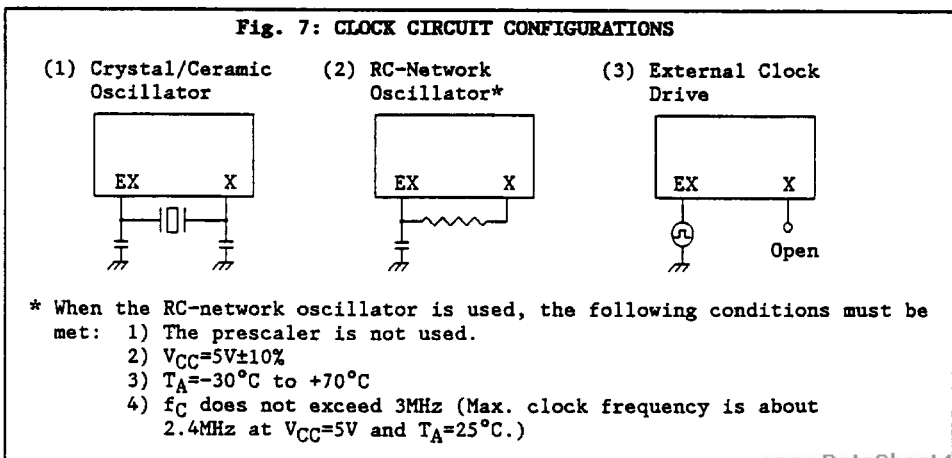 Fig. 7: CLOCK CIRCUIT CONFIGURATIONS
(1) Crystal/Ceramic Oscillator
(2) RC-Network Oscillator*
(3) External Clock Drive
EX X
EX X
EX X
Open
* When the RC-network oscillator is used, the following conditions must be
met: 1) The prescaler is not used.
2) VCC=5V±10%
3) TA=-30°C to +70°C
4) fC does not exceed 3MHz (Max. clock frequency is about
2.4MHz at VCC=5V and TA=25°C.)